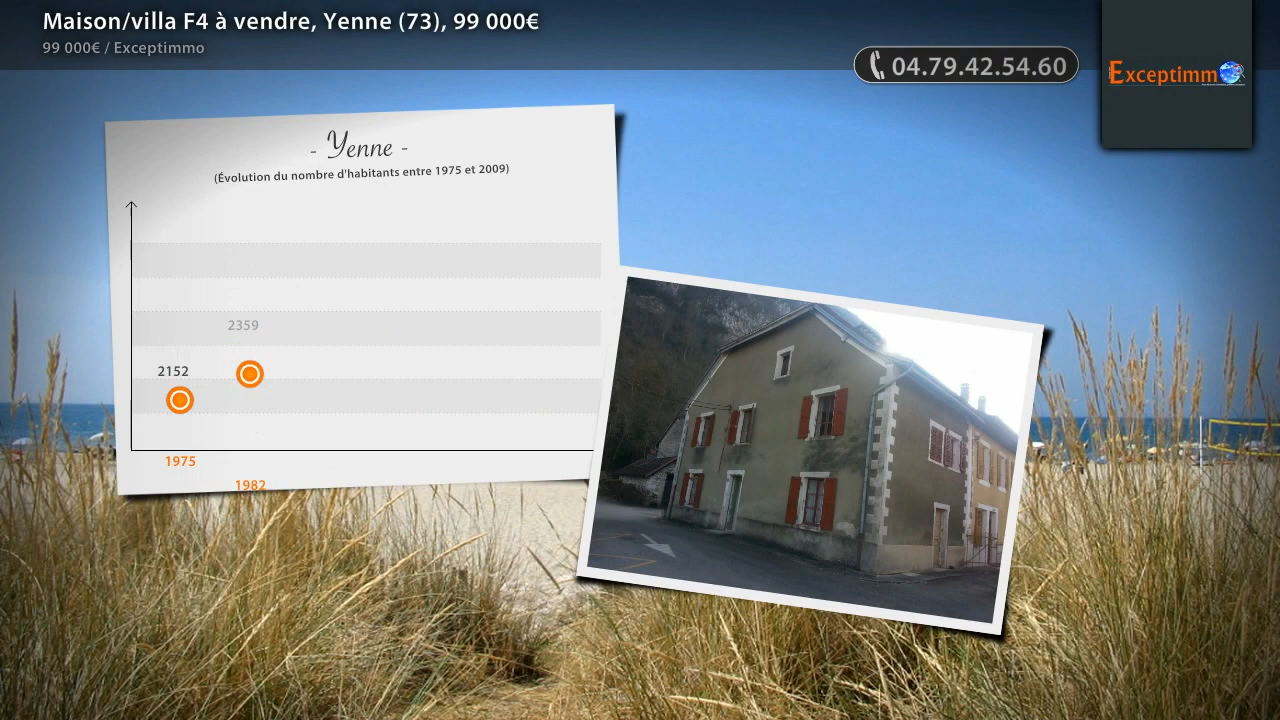 Maison/villa F4 à vendre, Yenne (73), 99 000€
99 000€ / Exceptimmo
04.79.42.54.60
Exceptimm
- Yenne -
(Évolution du nombre d'habitants entre 1975 et 2009)
2359
2152
1975
1982